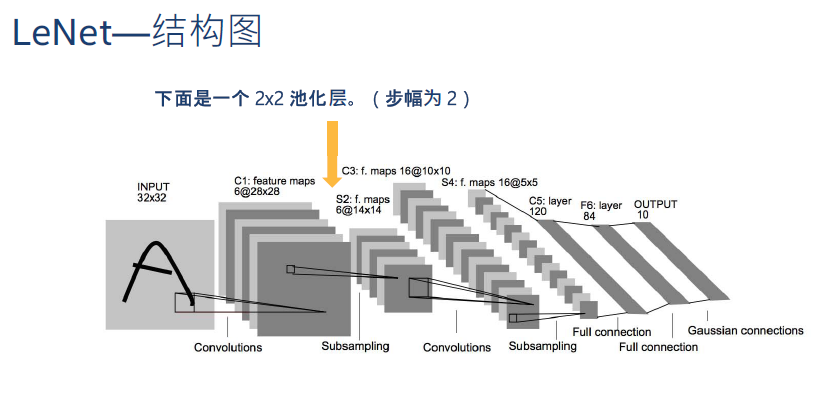 LeNet—结构图
下面是一个 2x2 池化层。（步幅为 2）
INPUT
32x32
C1: feature maps
6@28x28
S2: f. maps
6@14x14
C3: f. maps 16@10x10
S4: f. maps 16@5x5
C5: layer
120
F6: layer
84
OUTPUT
10
Convolutions
Subsampling
Convolutions
Subsampling
Full connection
Full connection
Gaussian connections